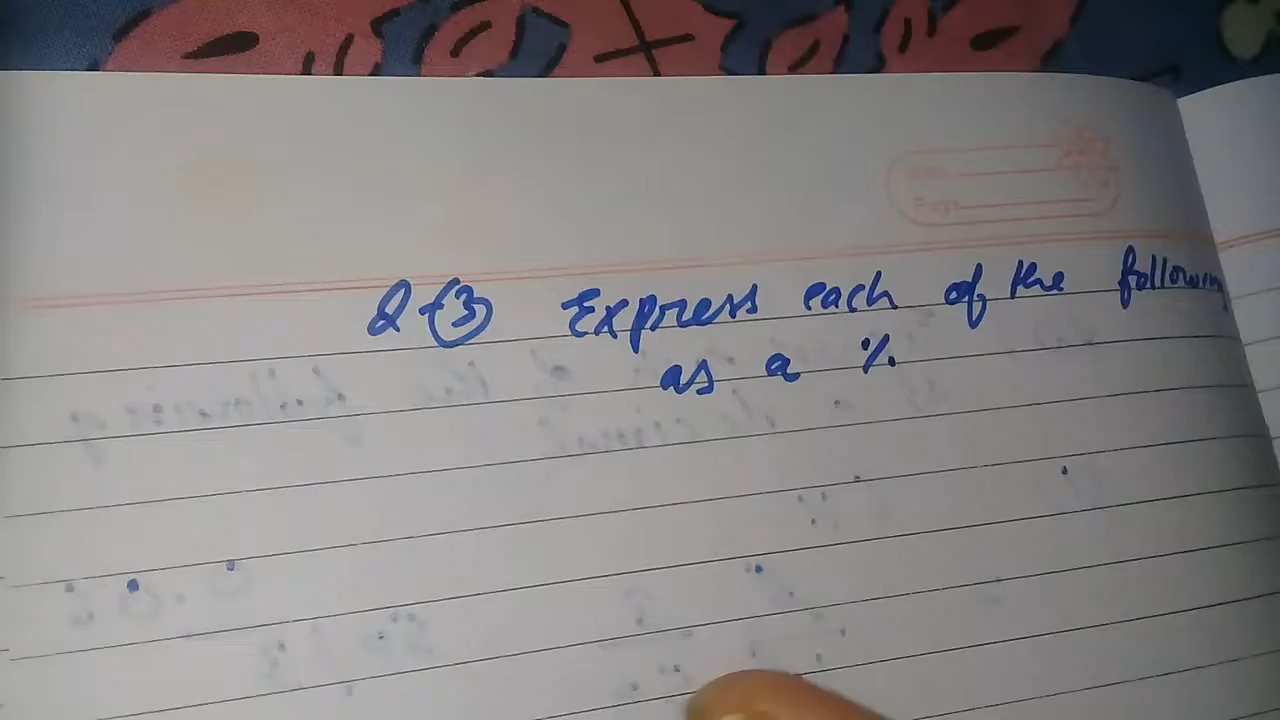 Q-(3) Express each of the following
as a %